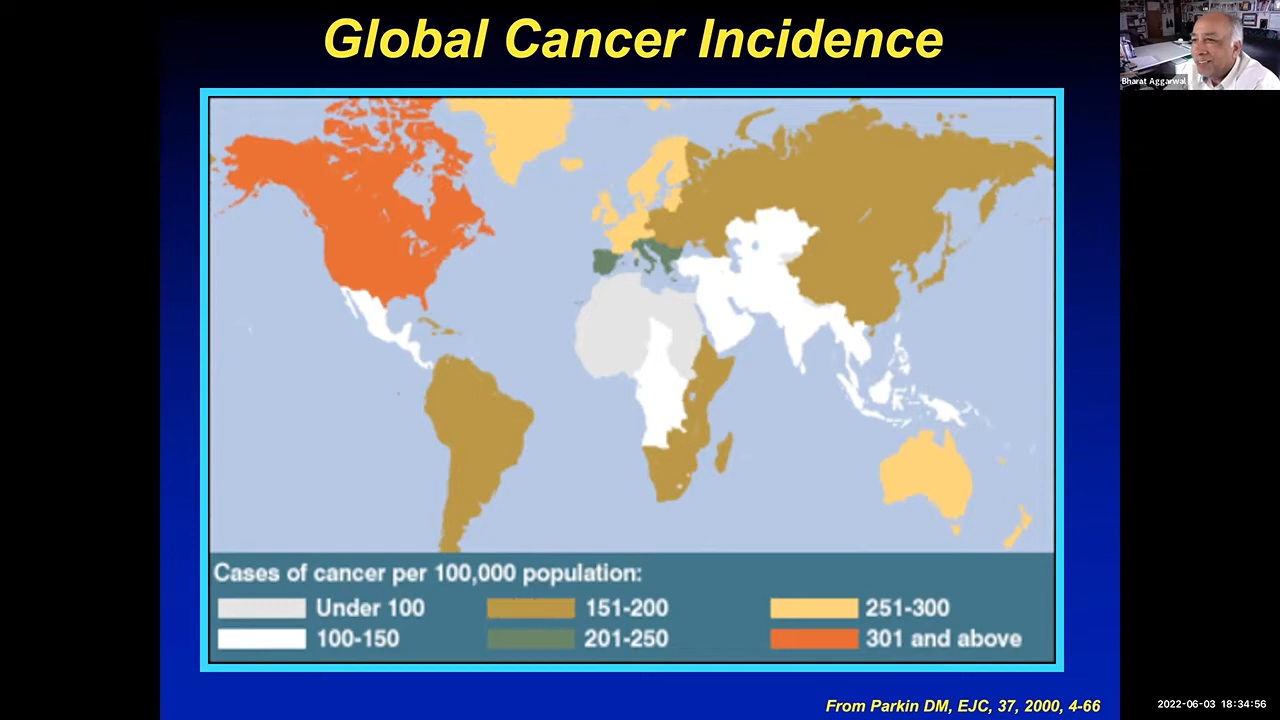 Global Cancer Incidence
Bharat Aggarwal
Cases of cancer per 100,000 population:
Under 100
151-200
251-300
100-150
201-250
301 and above
From Parkin DM, EJC, 37, 2000, 4-66
2022-06-03 18:34:56